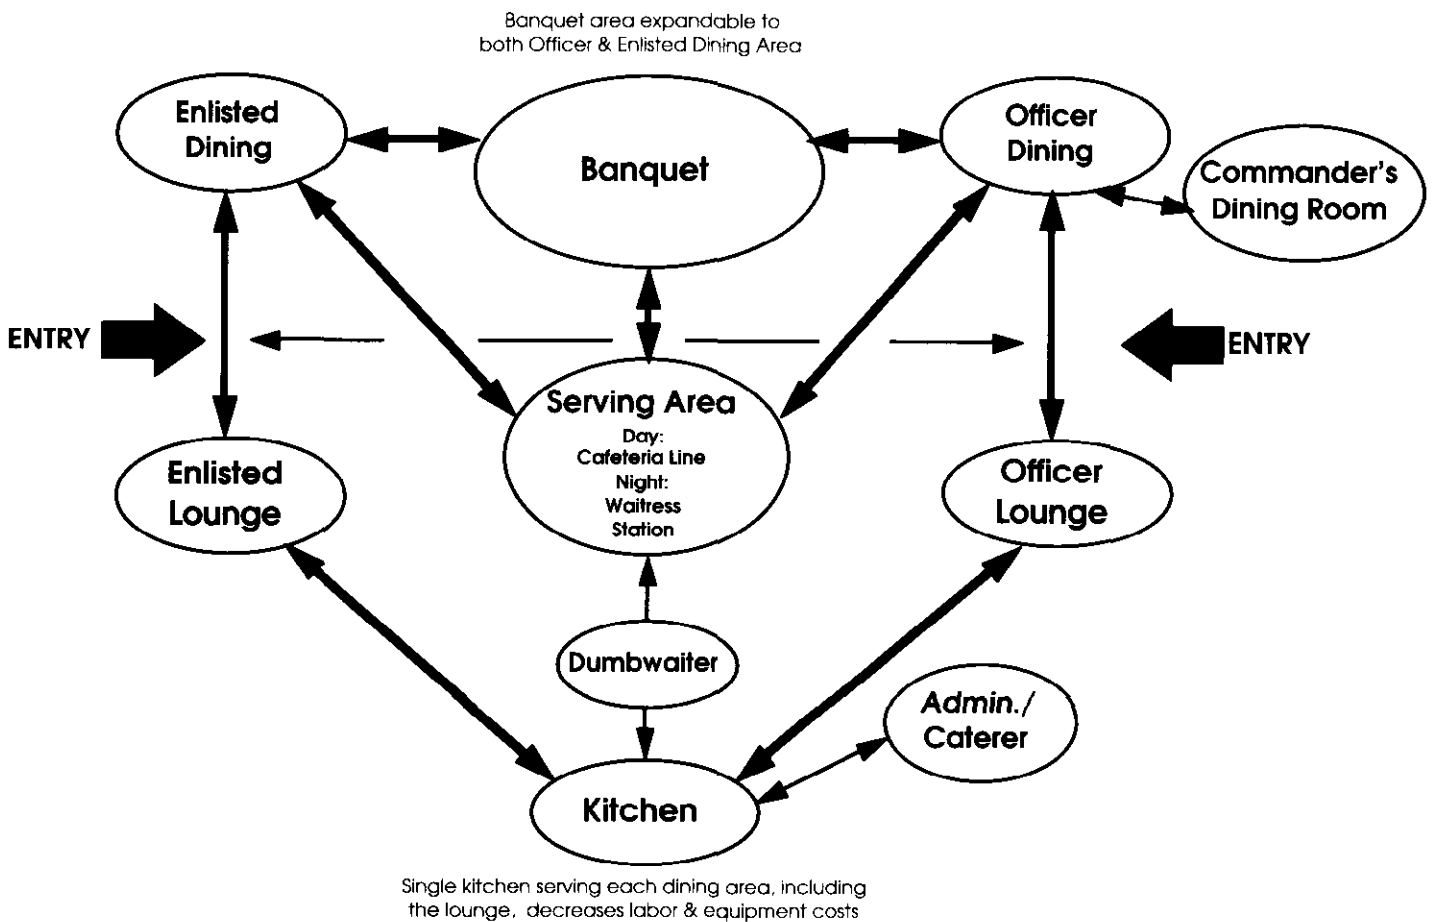 Banquet area expandable to
both Officer & Enlisted Dining Area
Enlisted
Dining
Banquet
Officer
Dining
Commander's
Dining Room
ENTRY
ENTRY
Serving Area
Day:
Cafeteria Line
Night:
Waitress
Station
Enlisted
Lounge
Officer
Lounge
Dumbwaiter
Admin./
Caterer
Kitchen
Single kitchen serving each dining area, including
the lounge, decreases labor & equipment costs